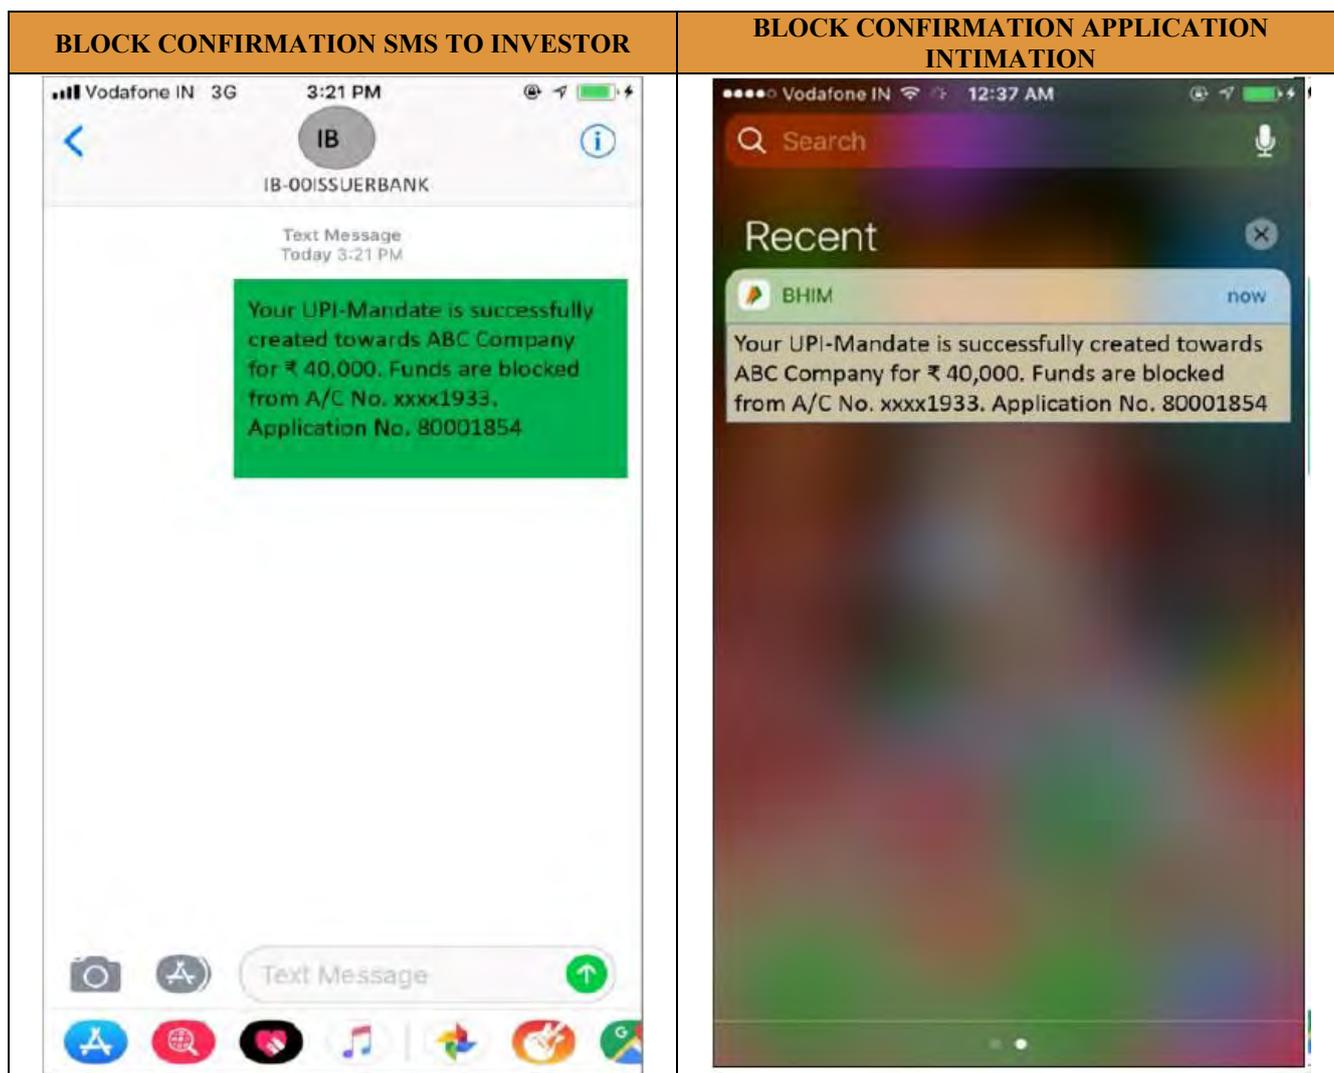 BLOCK CONFIRMATION SMS TO INVESTOR
BLOCK CONFIRMATION APPLICATION
INTIMATION
Vodafone IN 3G 3:21 PM
IB
IB-00ISSUERBANK
Text Message
Today 3:21 PM
Your UPI-Mandate is successfully
created towards ABC Company
for ₹ 40,000. Funds are blocked
from A/C No. xxxx1933.
Application No. 80001854
Text Message
Vodafone IN 12:37 AM
Search
Recent
BHIM now
Your UPI-Mandate is successfully created towards
ABC Company for ₹ 40,000. Funds are blocked
from A/C No. xxxx1933. Application No. 80001854